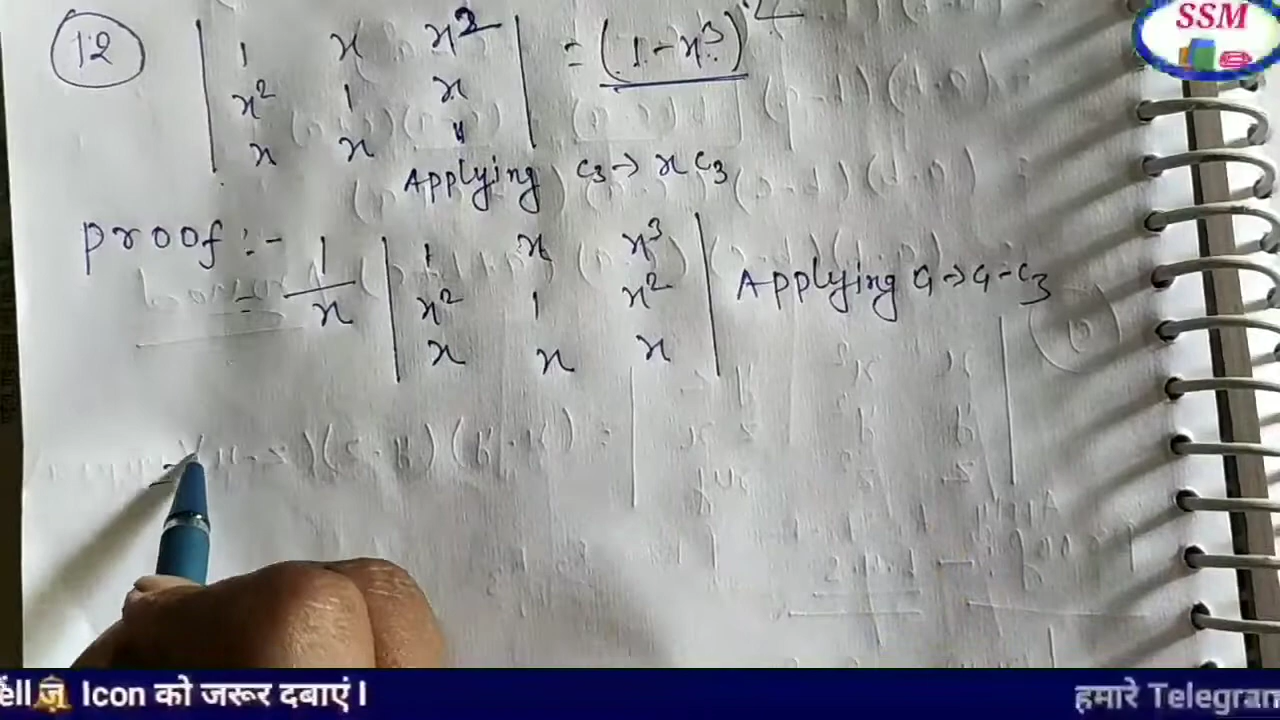 12
| 1 x x² | = (1-x³)²
| x² 1 x |
| x x
Applying C₃→ x C₃
Proof :-
= 1/x | 1 x x³ |
| x² 1 x² | Applying C₁→C₁-C₃
| x x x |
=
SSM
Icon को जरूर दबाएं l
हमारे Telegram